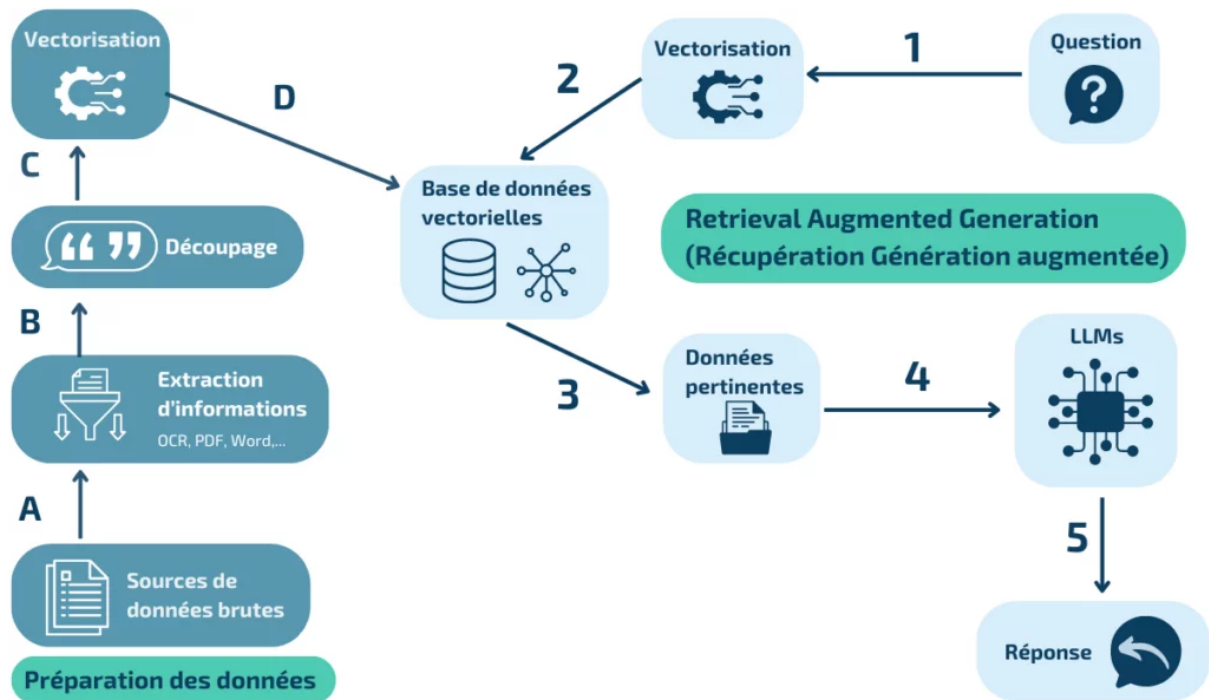 Vectorisation
D
C
“ ” Découpage
B
Extraction
d’informations
OCR, PDF, Word,...
A
Sources de
données brutes
Préparation des données
Question
1
Vectorisation
2
Base de données
vectorielles
Retrieval Augmented Generation
(Récupération Génération augmentée)
3
Données
pertinentes
4
LLMs
5
Réponse